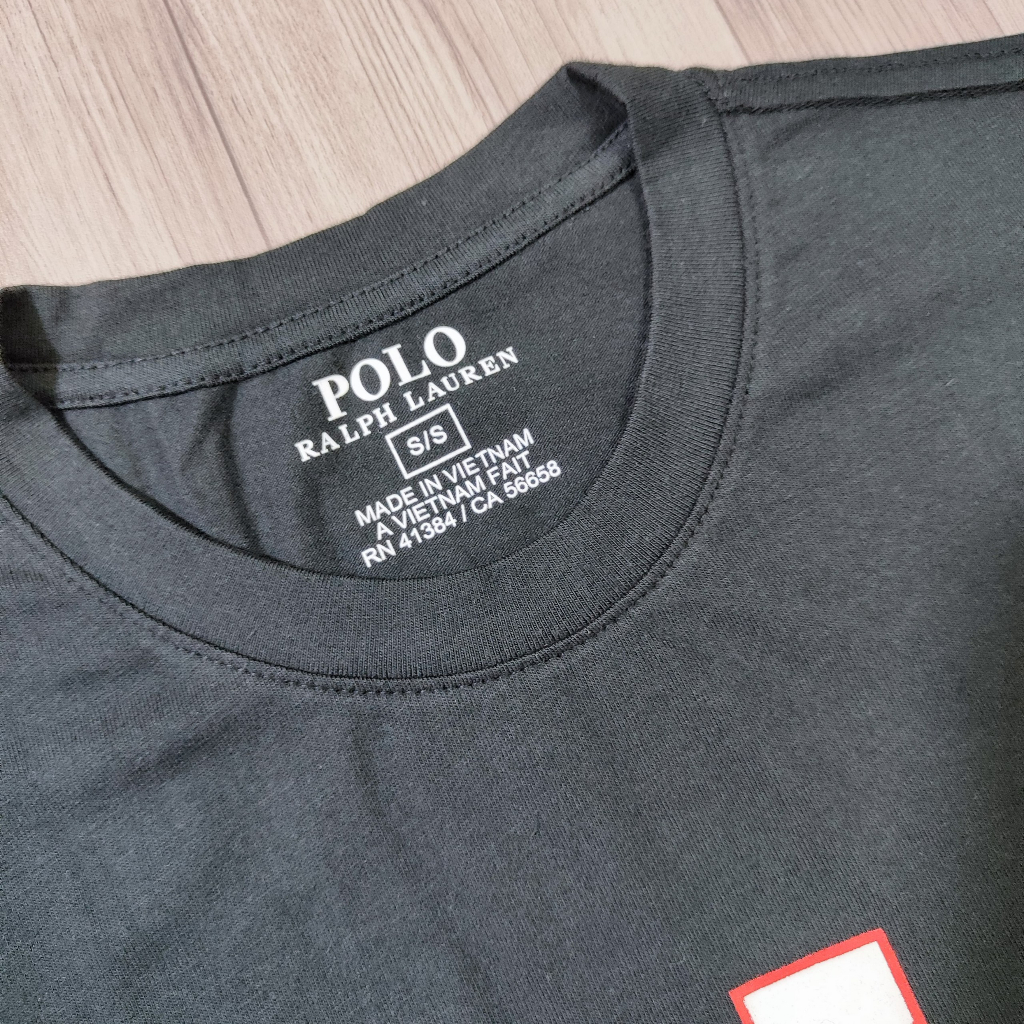 POLO
RALPH LAUREN
S/S
MADE IN VIETNAM
A VIETNAM FAIT
RN 41384 / CA 56658